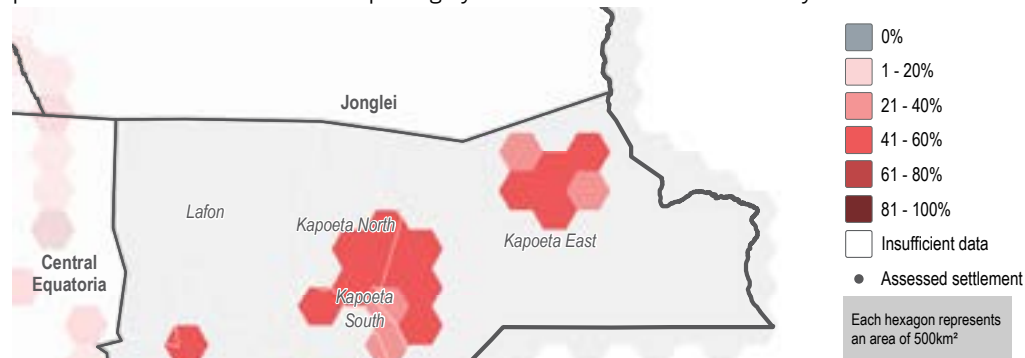 Jonglei
Lafon
Kapoeta North
Kapoeta East
Central
Equatoria
Kapoeta
South
0%
1 - 20%
21 - 40%
41 - 60%
61 - 80%
81 - 100%
Insufficient data
Assessed settlement
Each hexagon represents
an area of 500km²